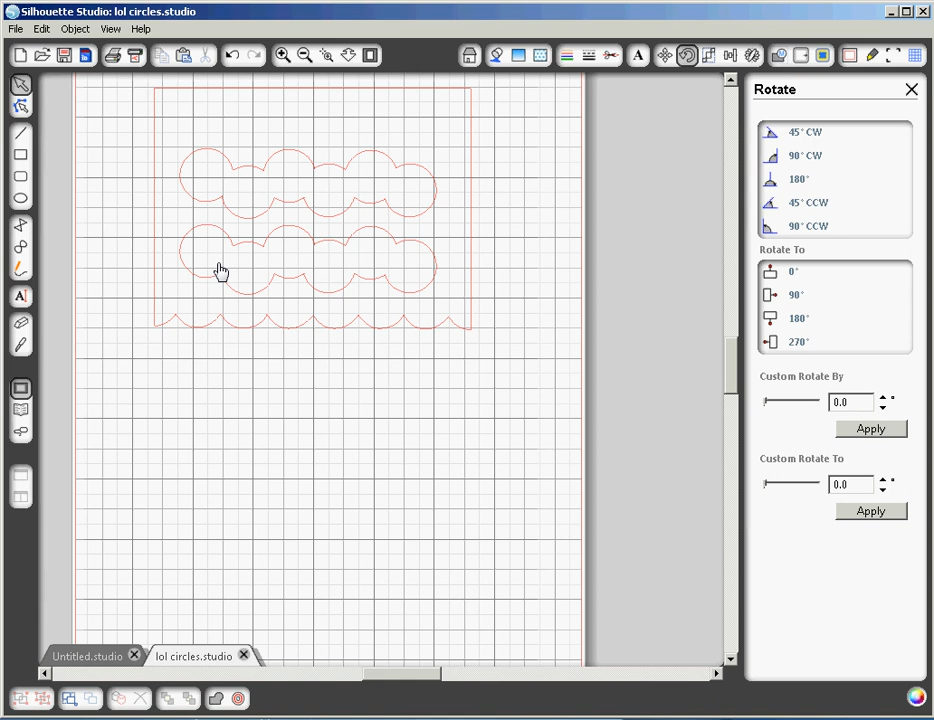 Silhouette Studio: lol circles.studio
File Edit Object View Help
A
Rotate
45° CW
90° CW
180°
45° CCW
90° CCW
Rotate To
0°
90°
180°
270°
Custom Rotate By
0.0 °
Apply
Custom Rotate To
0.0 °
Apply
A
Untitled.studio
lol circles.studio